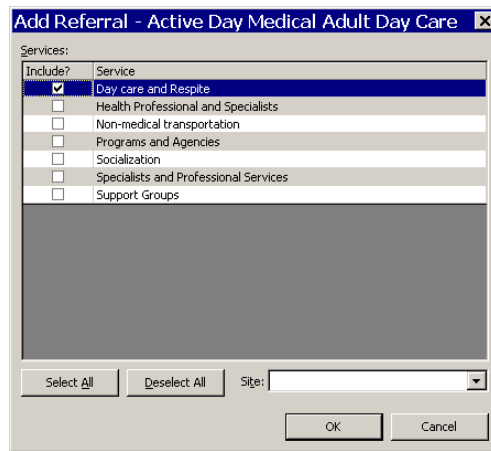 Add Referral - Active Day Medical Adult Day Care
Services:
Include? Service
Day care and Respite
Health Professional and Specialists
Non-medical transportation
Programs and Agencies
Socialization
Specialists and Professional Services
Support Groups
Select All Deselect All Site:
OK Cancel